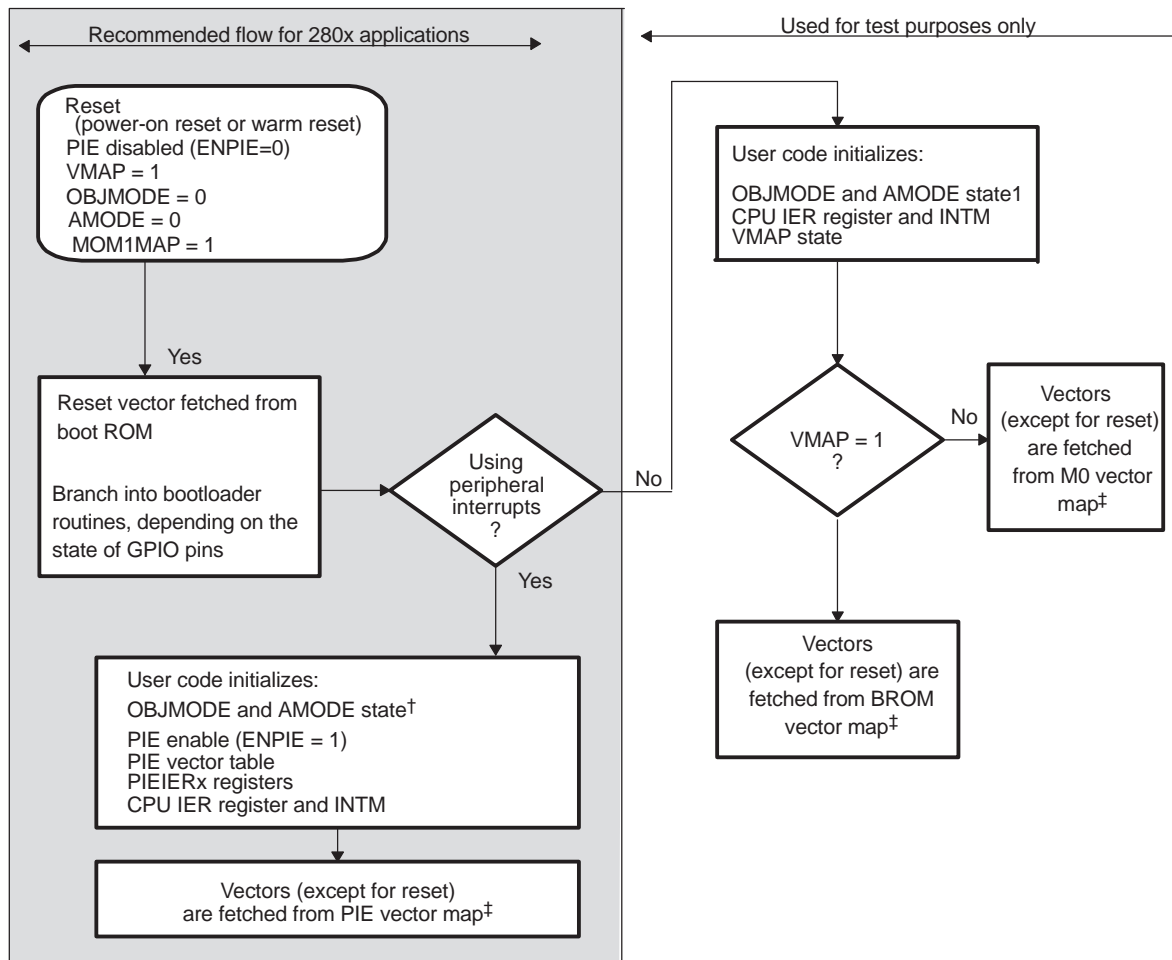 Recommended flow for 280x applications
Used for test purposes only
Reset
(power-on reset or warm reset)
PIE disabled (ENPIE=0)
VMAP = 1
OBJMODE = 0
AMODE = 0
MOM1MAP = 1
Yes
Reset vector fetched from
boot ROM
Branch into bootloader
routines, depending on the
state of GPIO pins
Using
peripheral
interrupts
?
No
Yes
User code initializes:
OBJMODE and AMODE state†
PIE enable (ENPIE = 1)
PIE vector table
PIEIERx registers
CPU IER register and INTM
Vectors (except for reset)
are fetched from PIE vector map‡
User code initializes:
OBJMODE and AMODE state1
CPU IER register and INTM
VMAP state
VMAP = 1
?
No
Vectors
(except for reset)
are fetched
from M0 vector
map‡
Vectors
(except for reset) are
fetched from BROM
vector map‡